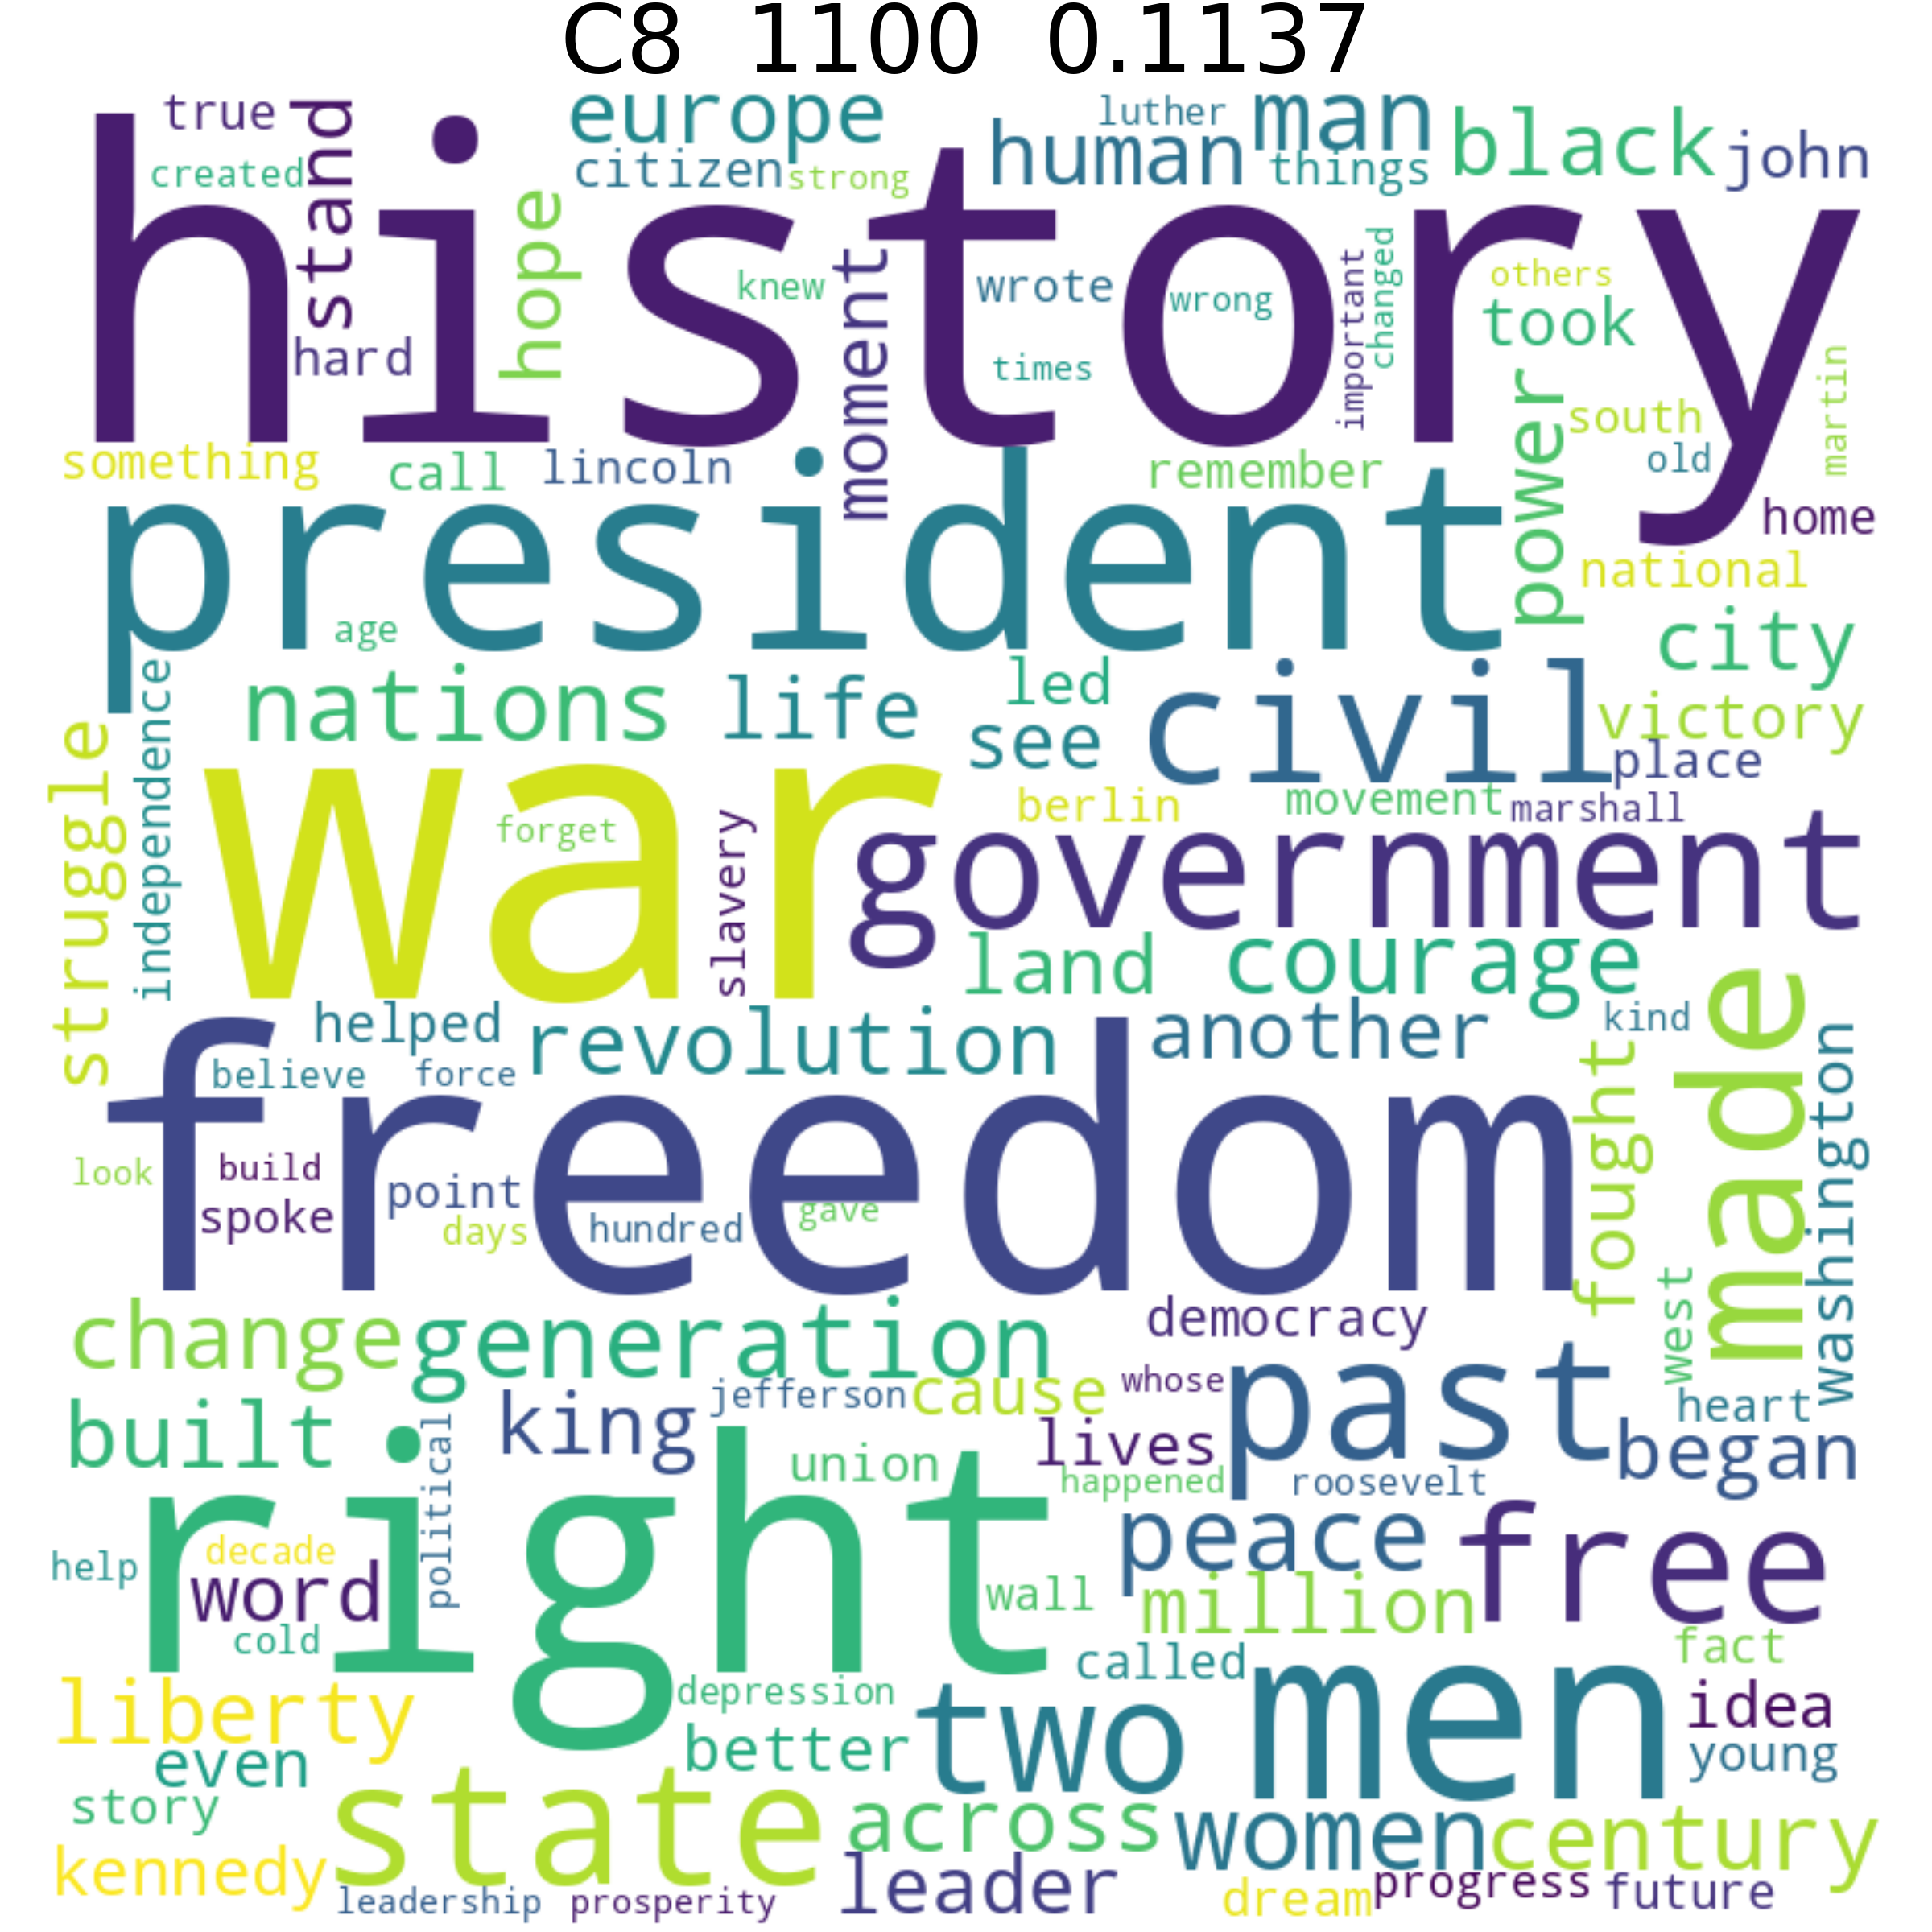 C8 1100 0.1137
true
created
stand
europe
citizen
strong
luther
man
human
things
black
john
history
hope
hard
knew
moment
wrote
wrong
times
important
changed
others
took
power
south
martin
old
home
something
call
lincoln
remember
president
national
age
city
independence
nations
life
led
see
civil
victory
place
struggle
war
forget
slavery
berlin
movement
marshall
government
land
courage
made
helped
revolution
another
kind
fought
washington
believe
force
freedom
look
build
spoke
point
days
hundred
gave
west
change
generation
democracy
past
heart
began
built
political
king
jefferson
cause
whose
lives
union
happened
roosevelt
right
help
decade
word
cold
wall
peace
million
free
fact
called
liberty
even
depression
better
two
men
idea
young
story
state
across
women
century
kennedy
leadership
prosperity
leader
dream
progress
future